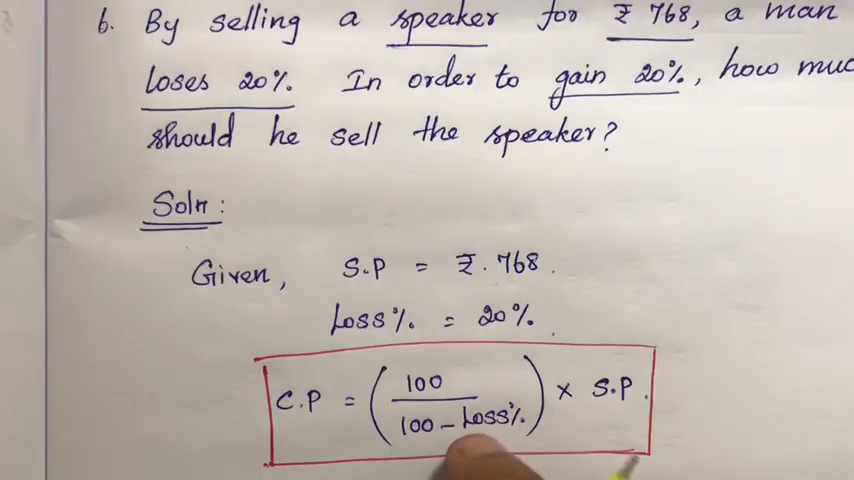 6. By selling a speaker for ₹ 768, a man
loses 20%. In order to gain 20%, how muc
should he sell the speaker?
Soln:
Given, S.P = ₹. 768.
Loss% = 20%.
C.P = (100 / 100 - Loss%) × S.P.